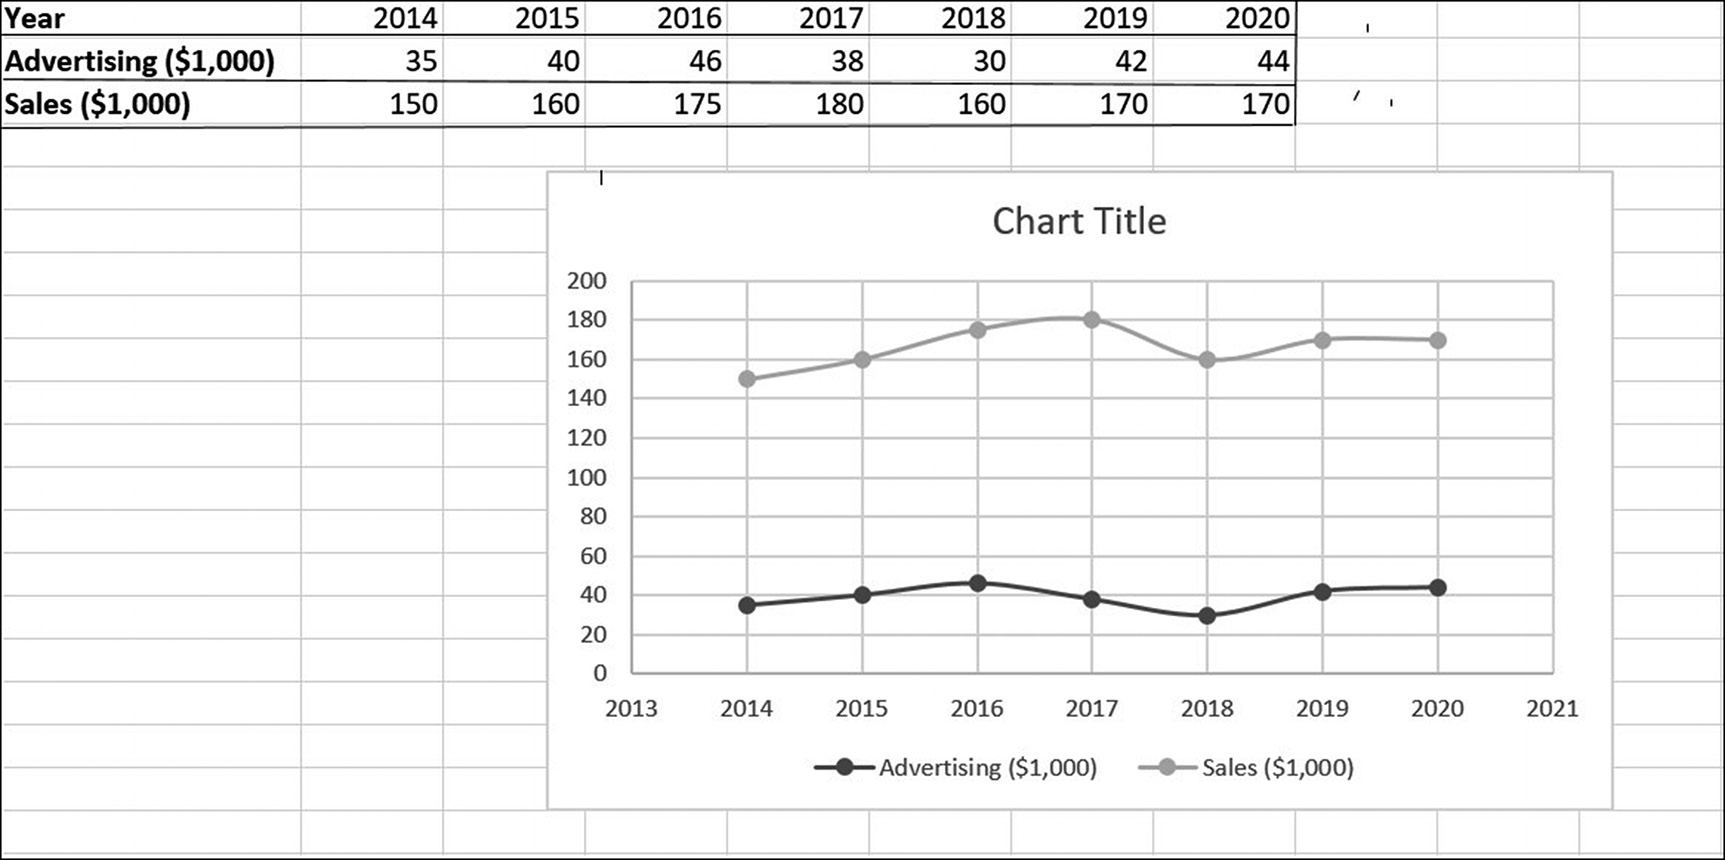 Year 2014 2015 2016 2017 2018 2019 2020
Advertising ($1,000) 35 40 46 38 30 42 44
Sales ($1,000) 150 160 175 180 160 170 170
Chart Title
200
180
160
140
120
100
80
60
40
20
0
2013 2014 2015 2016 2017 2018 2019 2020 2021
Advertising ($1,000) Sales ($1,000)